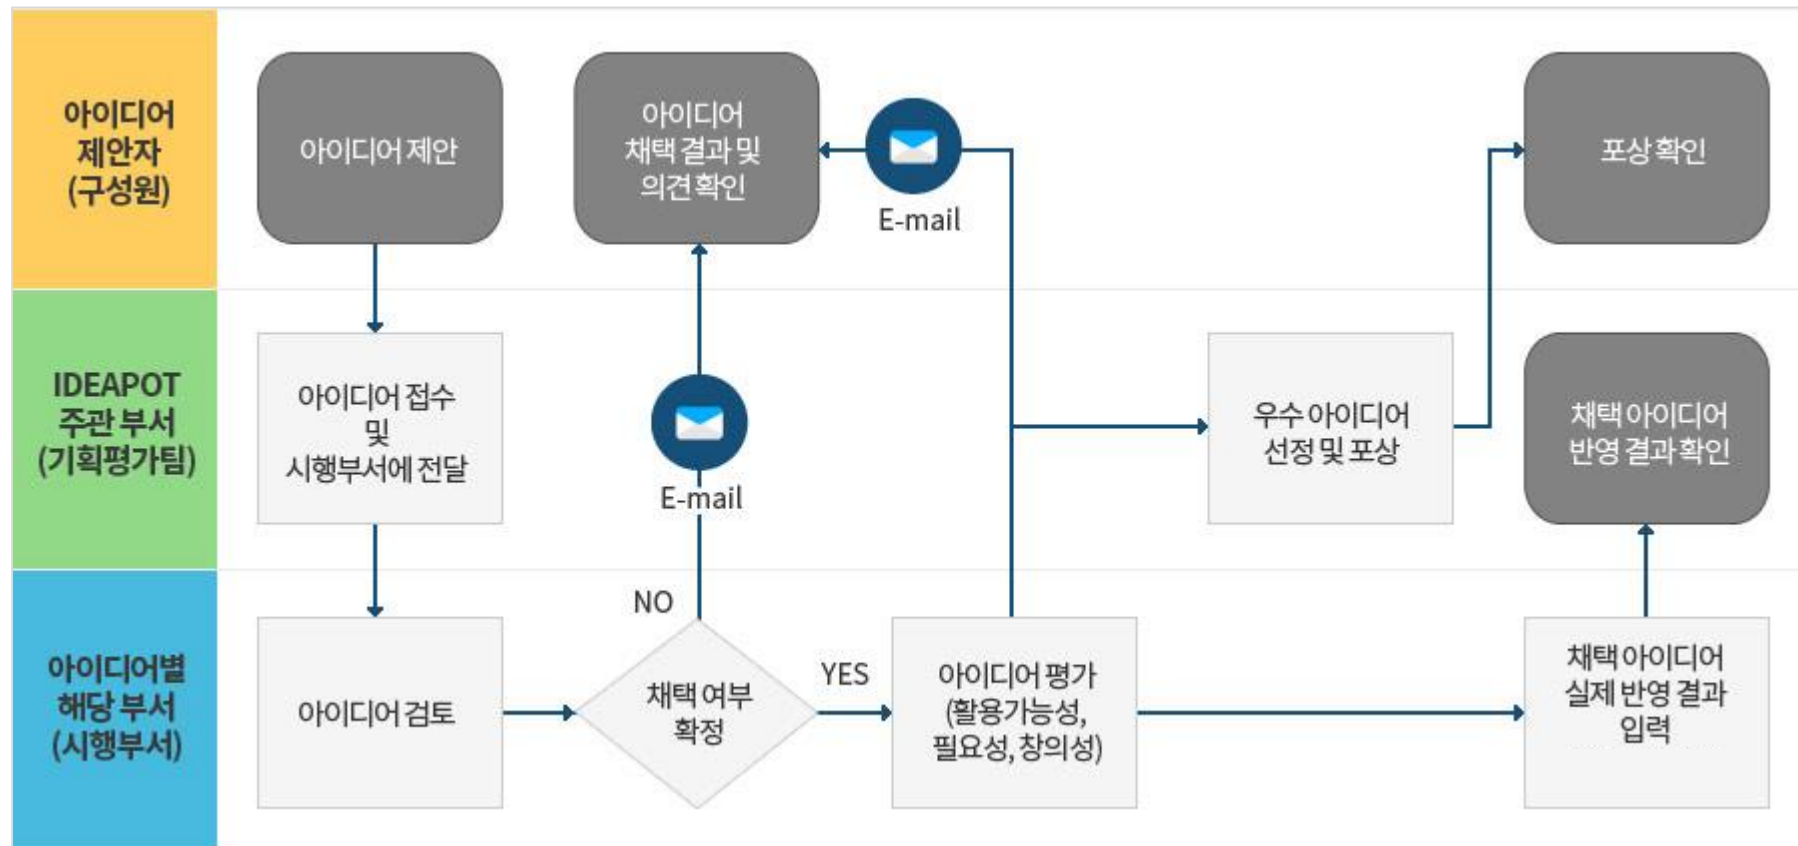 아이디어
제안자
(구성원)
아이디어 제안
아이디어
채택 결과 및
의견 확인
E-mail
포상 확인
IDEAPOT
주관 부서
(기획평가팀)
아이디어 접수
및
시행부서에 전달
E-mail
우수 아이디어
선정 및 포상
채택 아이디어
반영 결과 확인
아이디어별
해당 부서
(시행부서)
아이디어 검토
NO
채택 여부
확정
YES
아이디어 평가
(활용가능성,
필요성, 창의성)
채택 아이디어
실제 반영 결과
입력